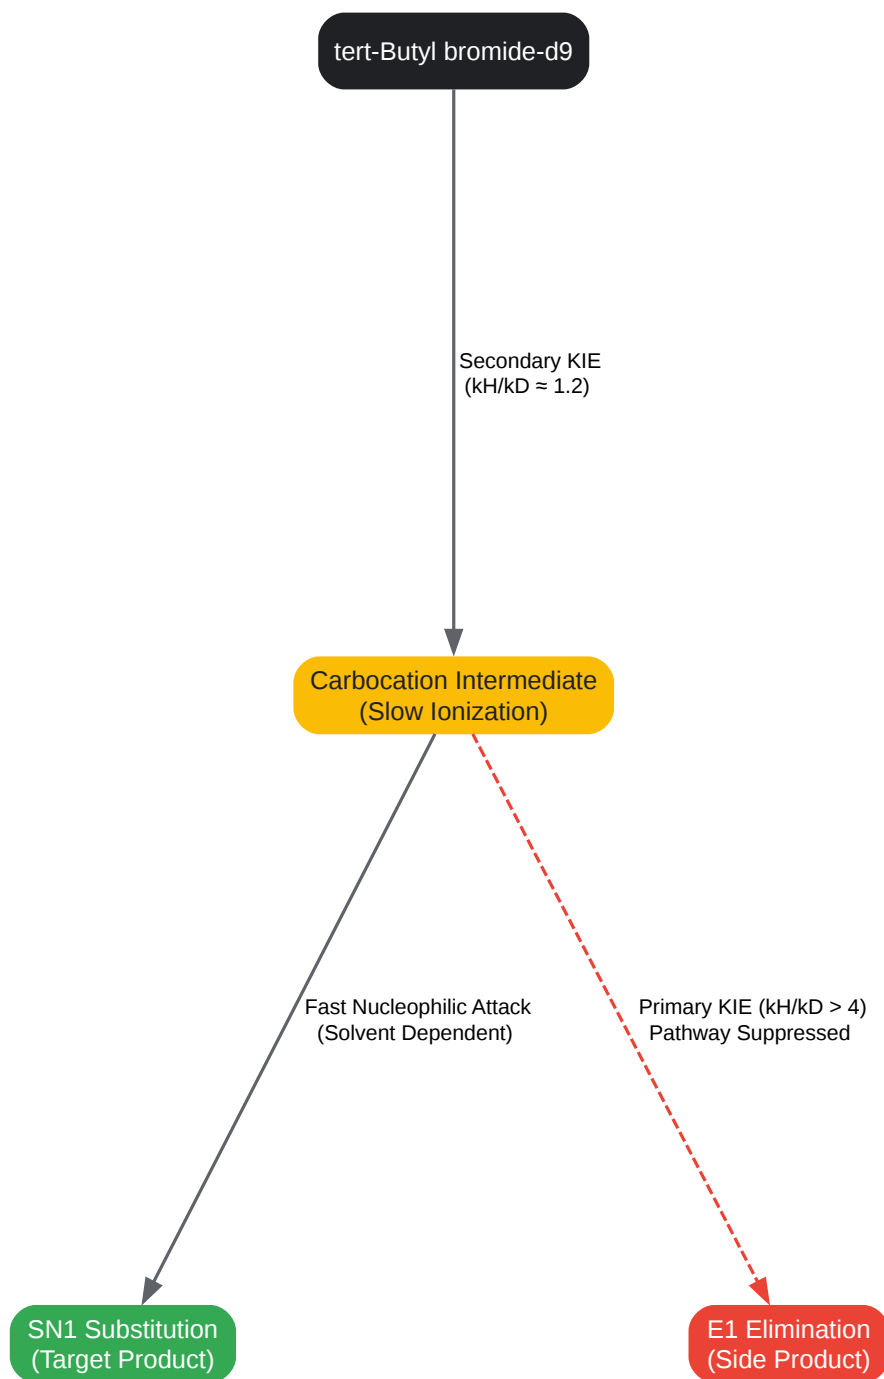 tert-Butyl bromide-d9
Secondary KIE
(kH/kD ≈ 1.2)
Carbocation Intermediate
(Slow Ionization)
Fast Nucleophilic Attack
(Solvent Dependent)
Primary KIE (kH/kD > 4)
Pathway Suppressed
SN1 Substitution
(Target Product)
E1 Elimination
(Side Product)